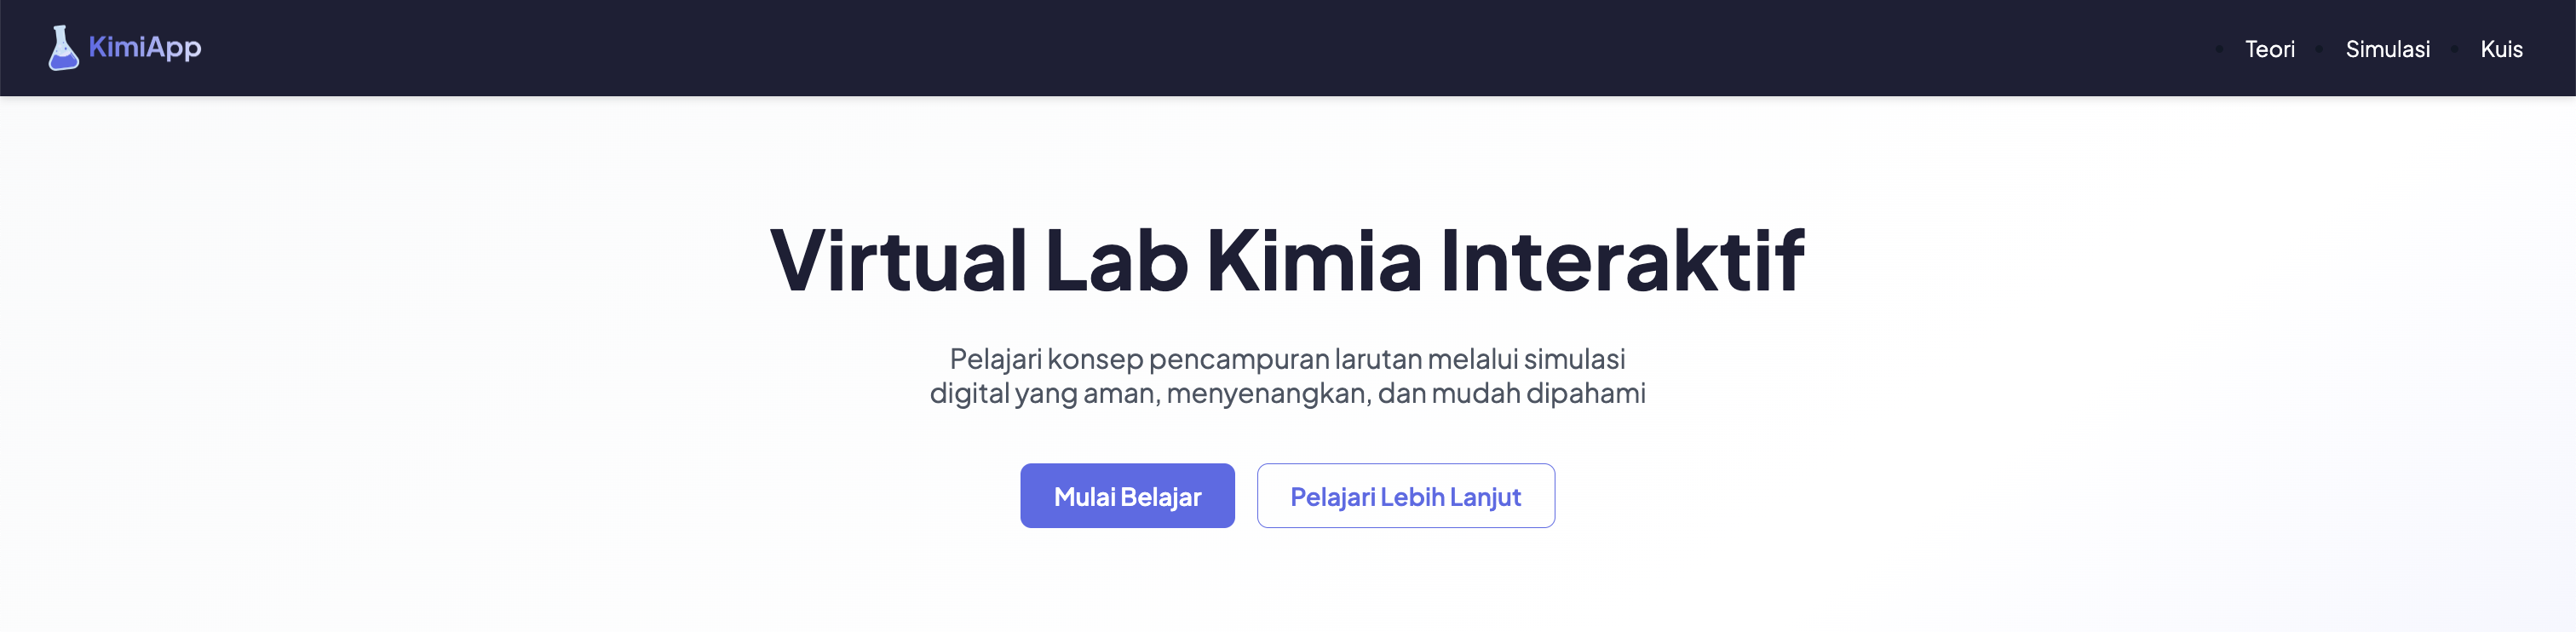 KimiApp
Teori
Simulasi
Kuis
Virtual Lab Kimia Interaktif
Pelajari konsep pencampuran larutan melalui simulasi
digital yang aman, menyenangkan, dan mudah dipahami
Mulai Belajar
Pelajari Lebih Lanjut